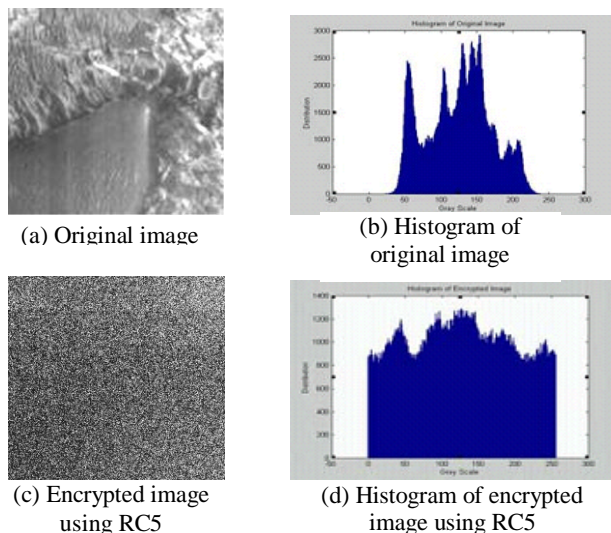 Histogram of Original Image
3000
2500
2000
1500
1000
500
0
Distribution
-50 0 50 100 150 200 250 300
Gray Scale
(a) Original image
(b) Histogram of
original image
Histogram of Encrypted Image
1400
1200
1000
800
600
400
200
0
Distribution
-50 0 50 100 150 200 250 300
Gray Scale
(c) Encrypted image
using RC5
(d) Histogram of encrypted
image using RC5